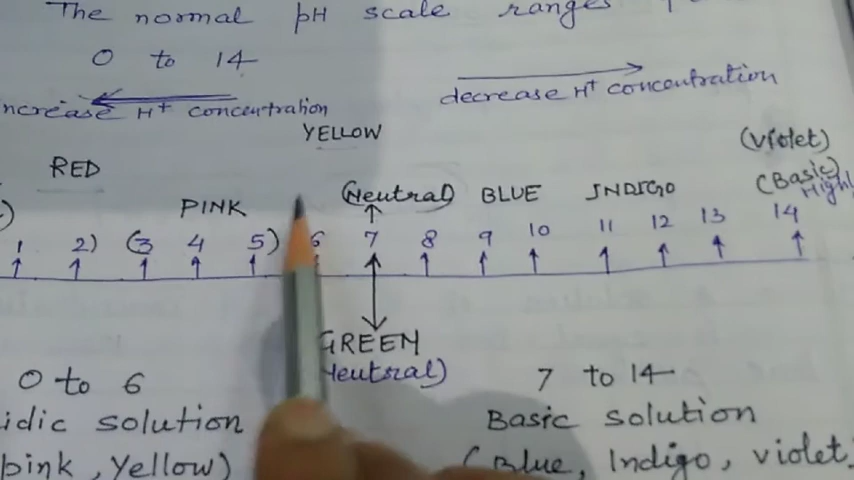 The normal pH scale ranges
0 to 14
increase H+ concentration
decrease H+ concentration
YELLOW
(Violet)
RED
(Basic)
High
PINK
(Neutral)
BLUE
INDIGO
1 2) (3 4 5) 6 7 8 9 10 11 12 13 14
GREEN
Neutral)
0 to 6
7 to 14
idic solution
Basic solution
pink, Yellow)
(Blue, Indigo, violet,